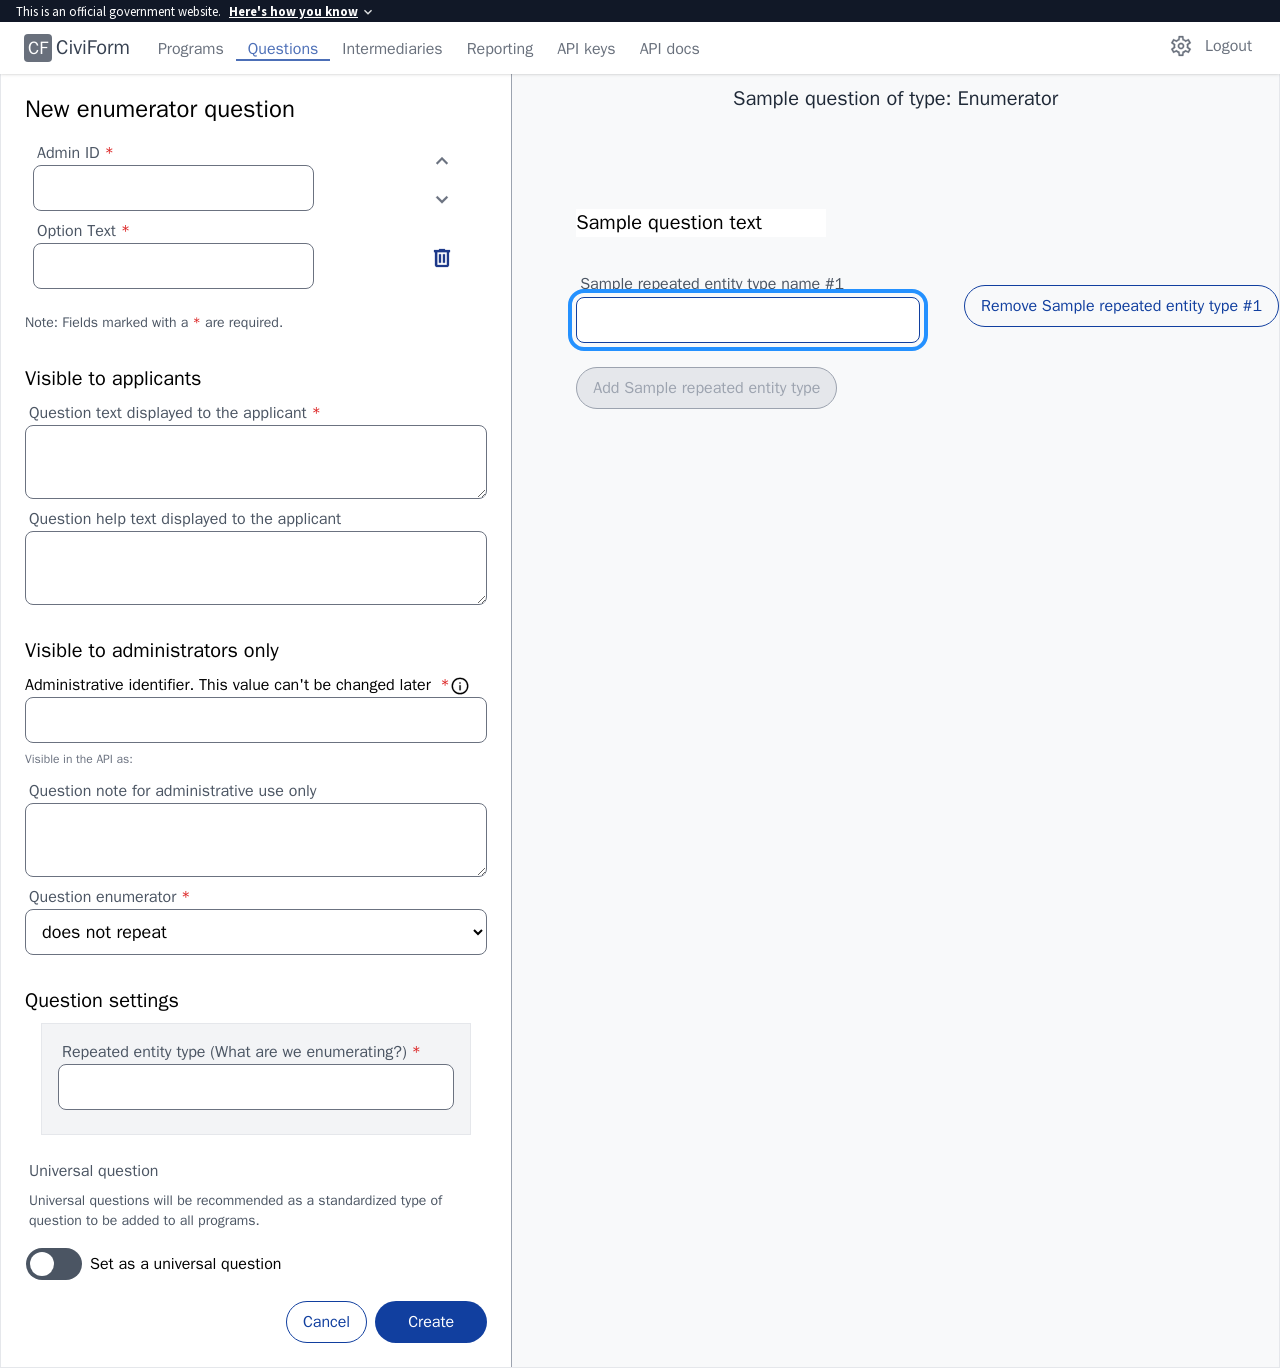 This is an official government website. Here's how you know
CF CiviForm Programs Questions Intermediaries Reporting API keys API docs Logout
New enumerator question
Admin ID *
Option Text *
Note: Fields marked with a * are required.
Visible to applicants
Question text displayed to the applicant *
Question help text displayed to the applicant
Visible to administrators only
Administrative identifier. This value can't be changed later *
Visible in the API as:
Question note for administrative use only
Question enumerator *
does not repeat
Question settings
Repeated entity type (What are we enumerating?) *
Universal question
Universal questions will be recommended as a standardized type of
question to be added to all programs.
Set as a universal question
Cancel Create
Sample question of type: Enumerator
Sample question text
Sample repeated entity type name #1
Remove Sample repeated entity type #1
Add Sample repeated entity type